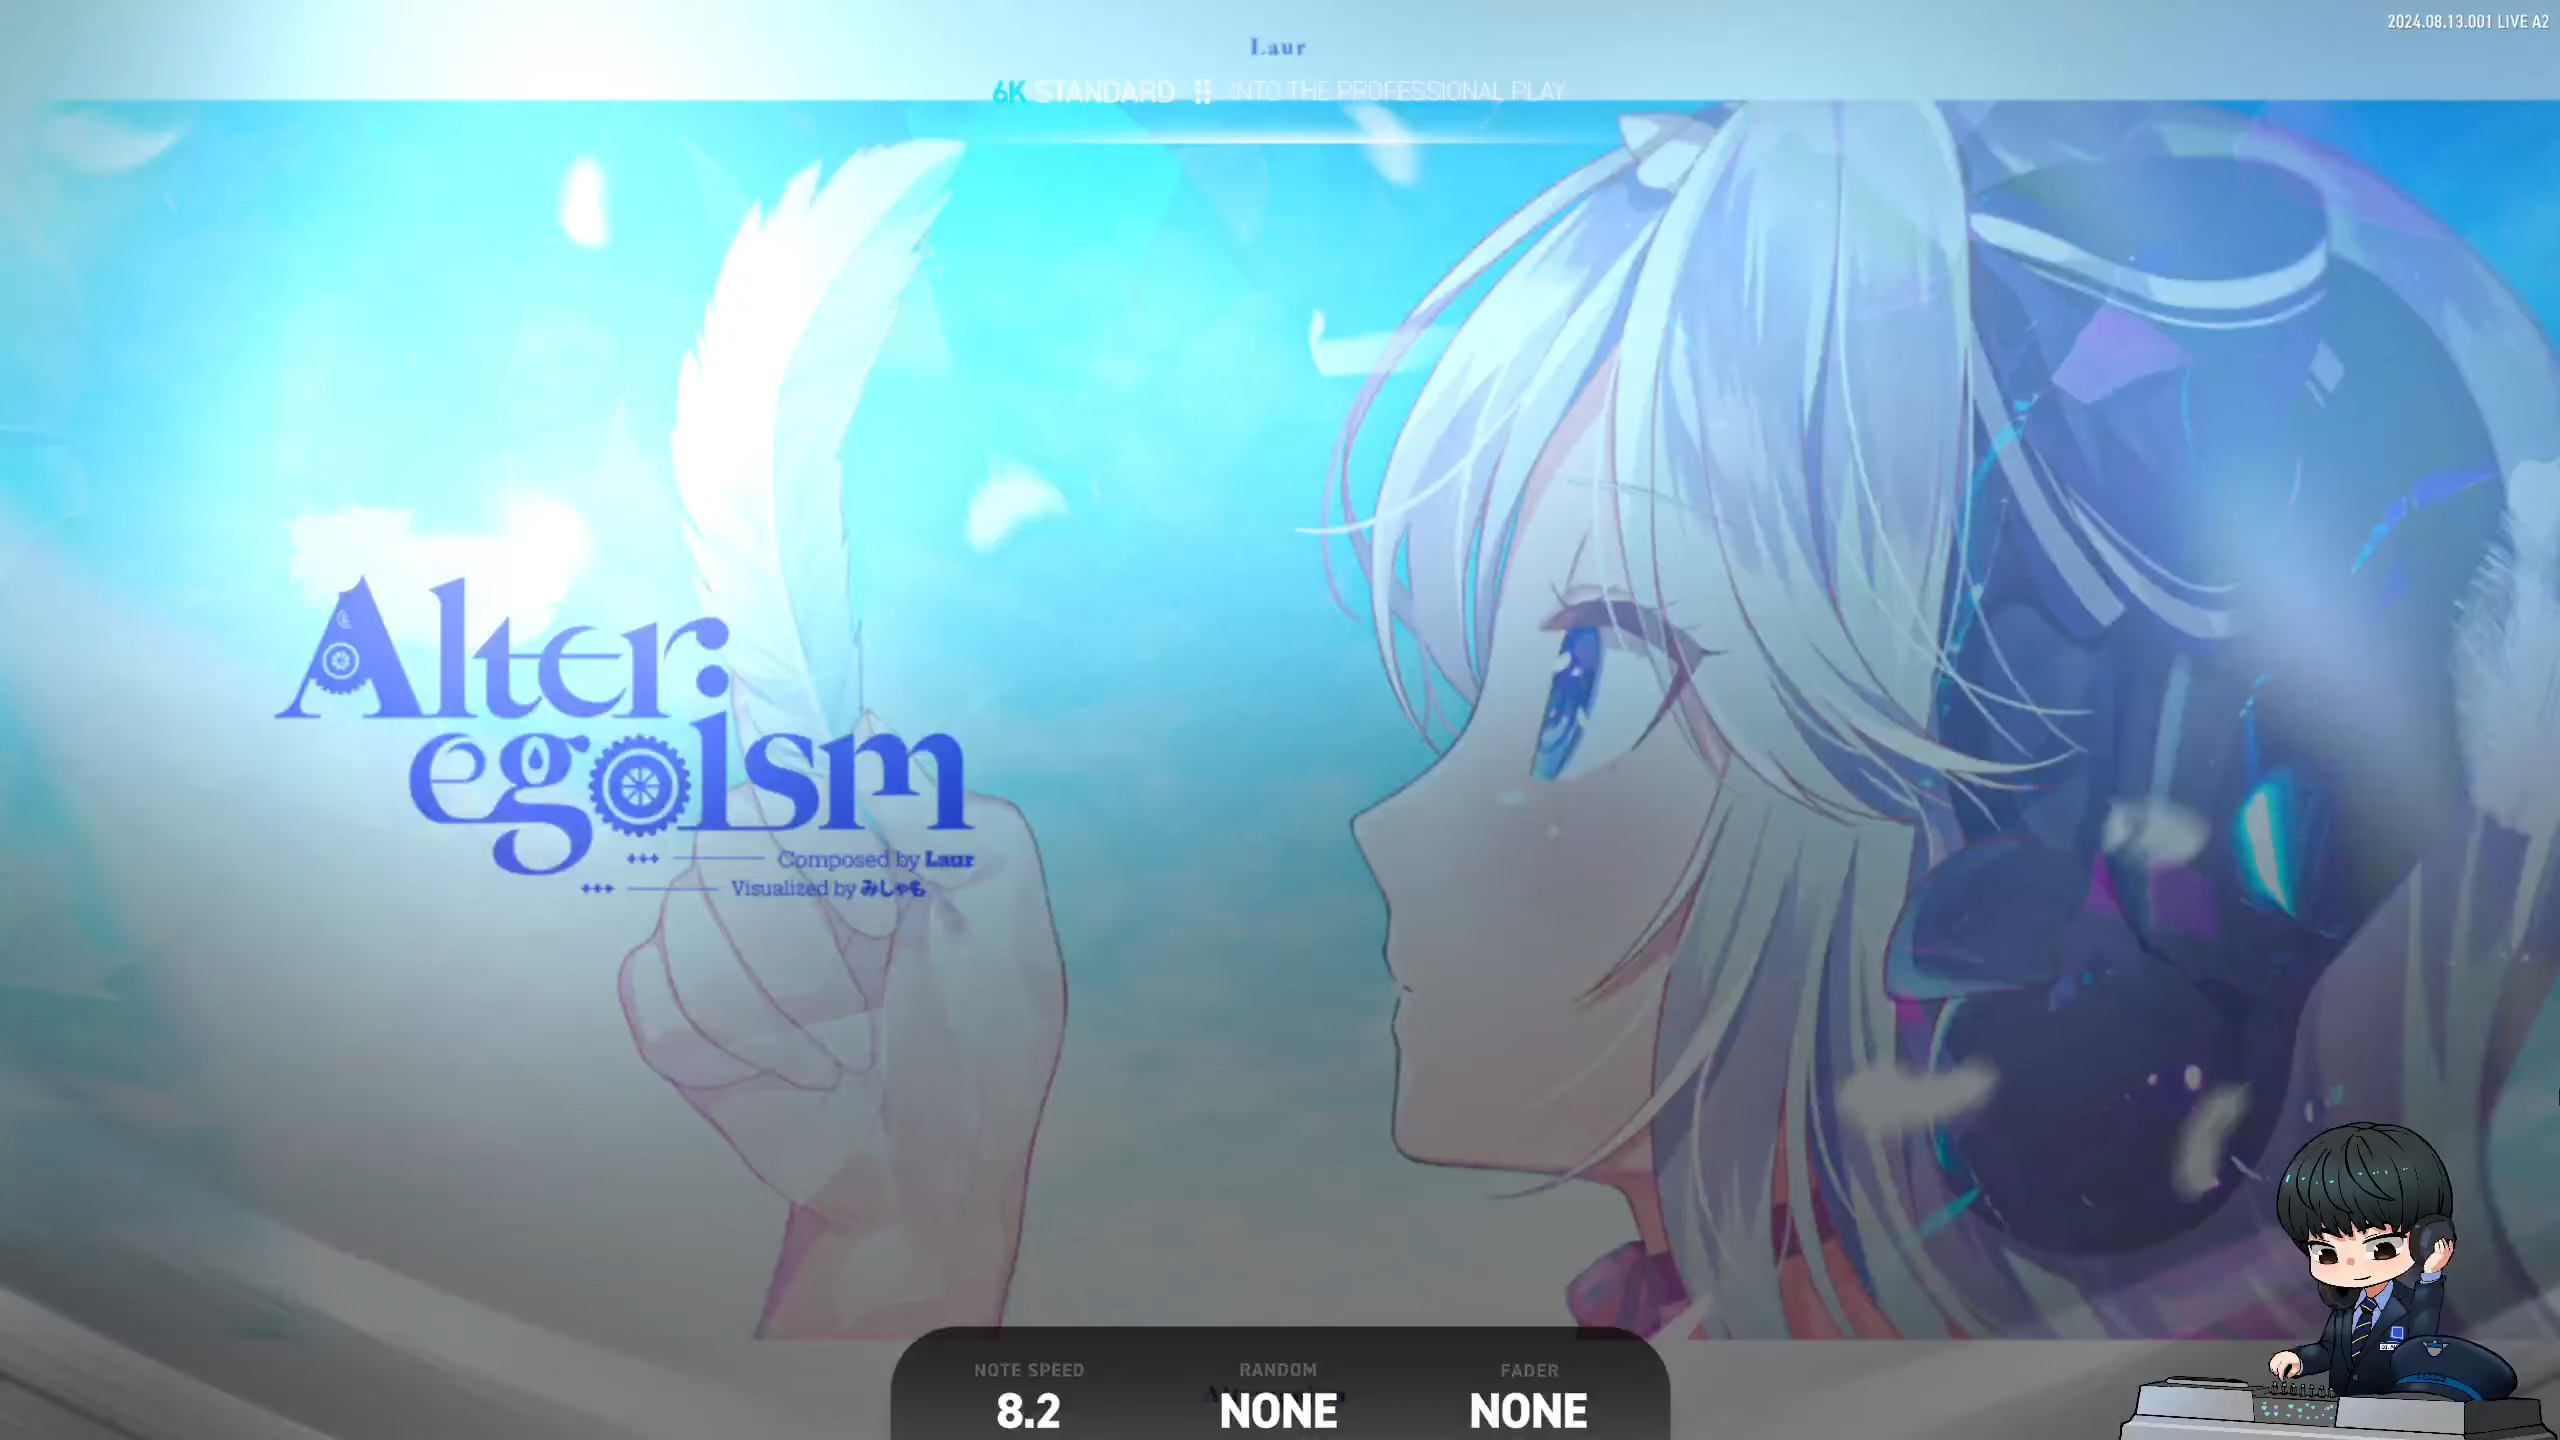 2024.08.13.001 LIVE A2
Laur
6K STANDARD INTO THE PROFESSIONAL PLAY
Alter
egoism
Composed by Laur
Visualized by みしゃも
NOTE SPEED RANDOM FADER
8.2 NONE NONE